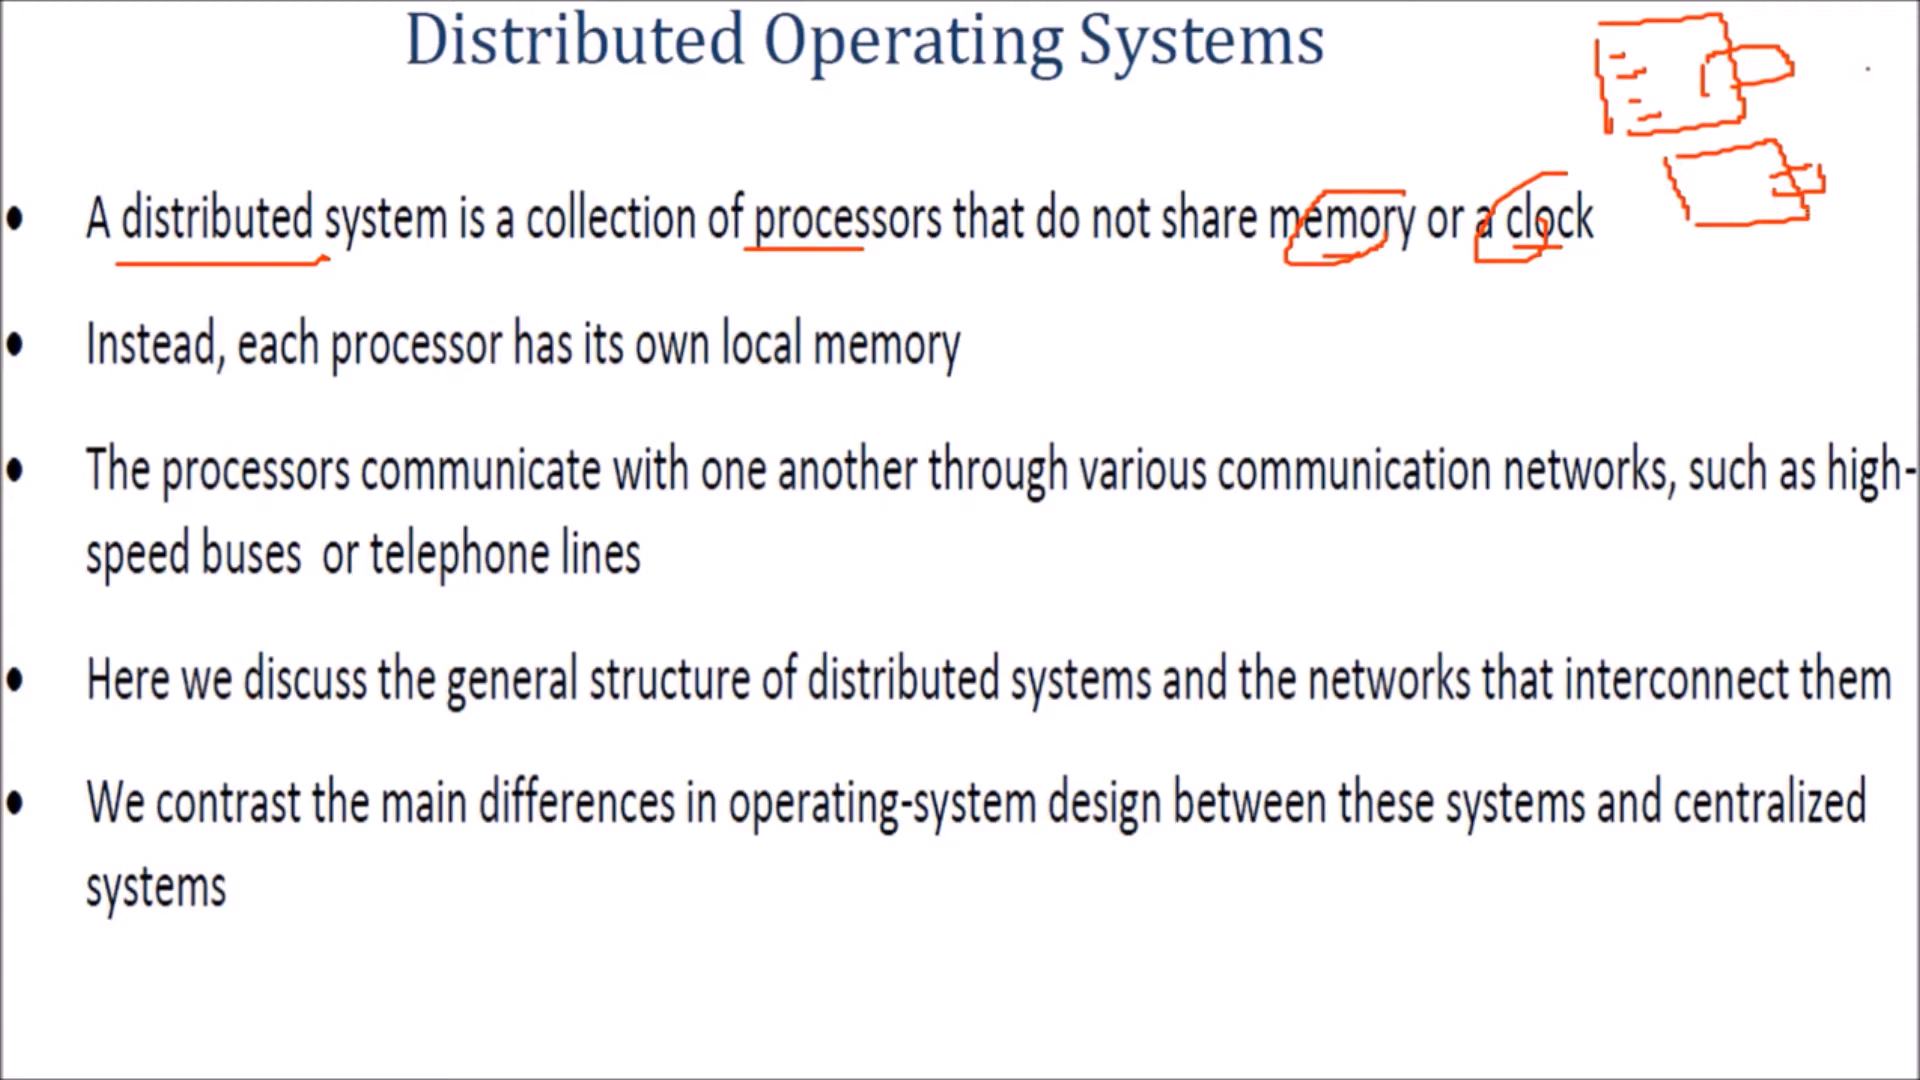 Distributed Operating Systems
• A distributed system is a collection of processors that do not share memory or a clock
• Instead, each processor has its own local memory
• The processors communicate with one another through various communication networks, such as high-
speed buses or telephone lines
• Here we discuss the general structure of distributed systems and the networks that interconnect them
• We contrast the main differences in operating-system design between these systems and centralized
systems